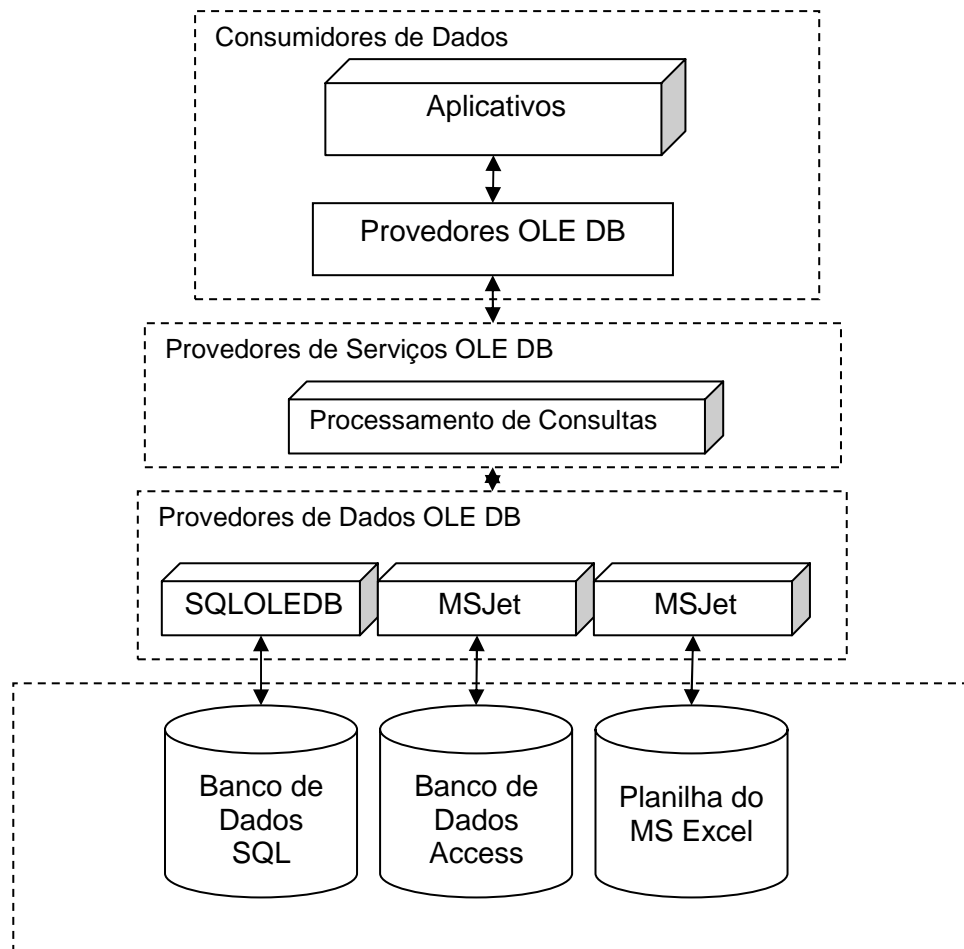 Consumidores de Dados
Aplicativos
Provedores OLE DB
Provedores de Serviços OLE DB
Processamento de Consultas
Provedores de Dados OLE DB
SQLOLEDB
MSJet
MSJet
Banco de
Dados
SQL
Banco de
Dados
Access
Planilha do
MS Excel